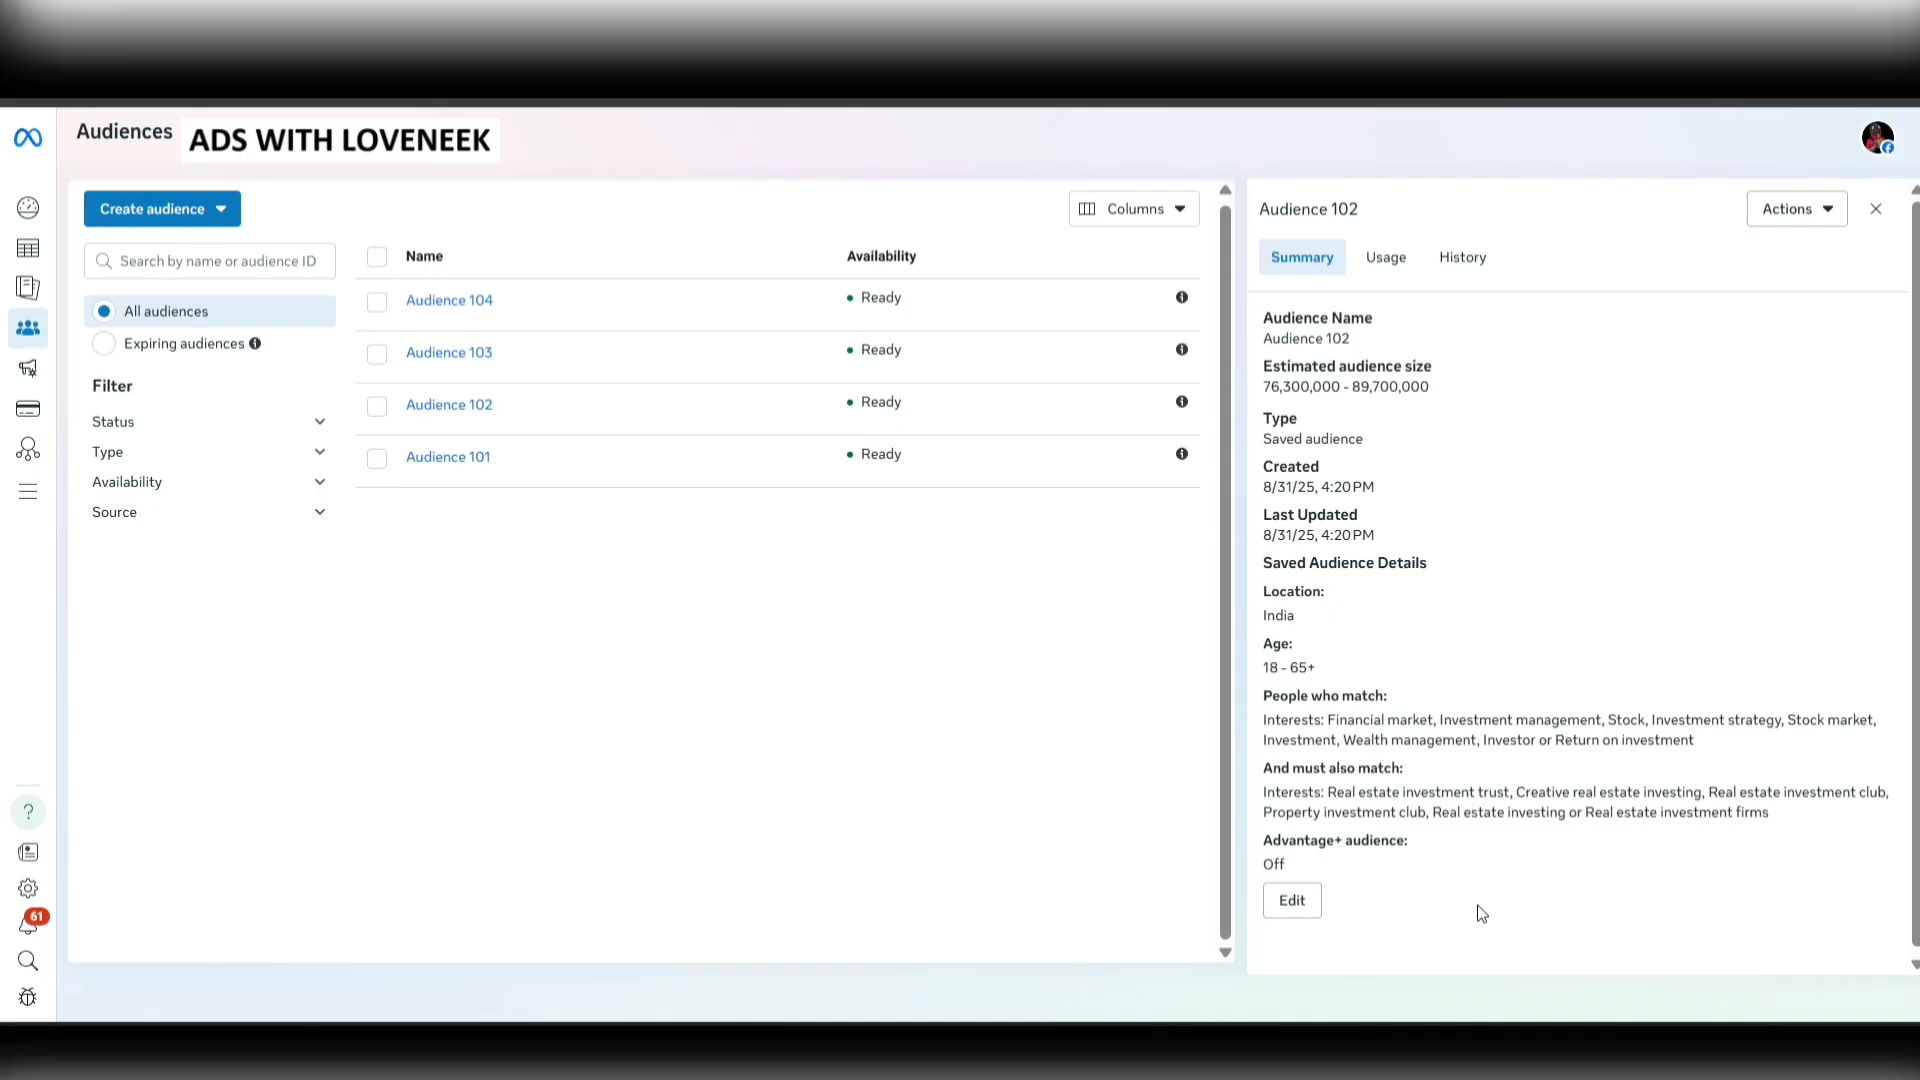 Audiences
ADS WITH LOVENEEK
Create audience
Columns
Search by name or audience ID
All audiences
Expiring audiences
Filter
Status
Type
Availability
Source
Name
Availability
Audience 104
Ready
Audience 103
Ready
Audience 102
Ready
Audience 101
Ready
61
Audience 102
Actions
Summary
Usage
History
Audience Name
Audience 102
Estimated audience size
76,300,000 - 89,700,000
Type
Saved audience
Created
8/31/25, 4:20 PM
Last Updated
8/31/25, 4:20 PM
Saved Audience Details
Location:
India
Age:
18 - 65+
People who match:
Interests: Financial market, Investment management, Stock, Investment strategy, Stock market,
Investment, Wealth management, Investor or Return on investment
And must also match:
Interests: Real estate investment trust, Creative real estate investing, Real estate investment club,
Property investment club, Real estate investing or Real estate investment firms
Advantage+ audience:
Off
Edit